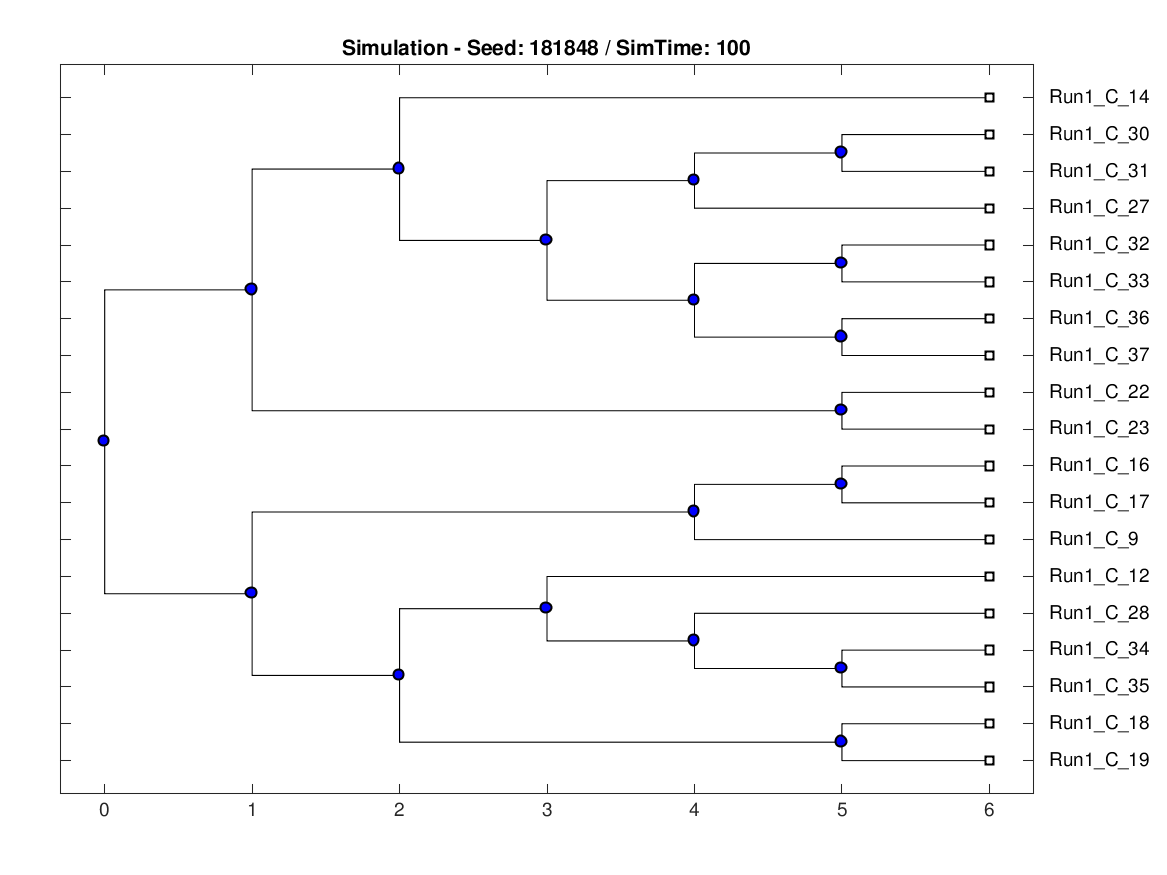 Simulation - Seed: 181848 / SimTime: 100
Run1_C_14
Run1_C_30
Run1_C_31
Run1_C_27
Run1_C_32
Run1_C_33
Run1_C_36
Run1_C_37
Run1_C_22
Run1_C_23
Run1_C_16
Run1_C_17
Run1_C_9
Run1_C_12
Run1_C_28
Run1_C_34
Run1_C_35
Run1_C_18
Run1_C_19
0 1 2 3 4 5 6